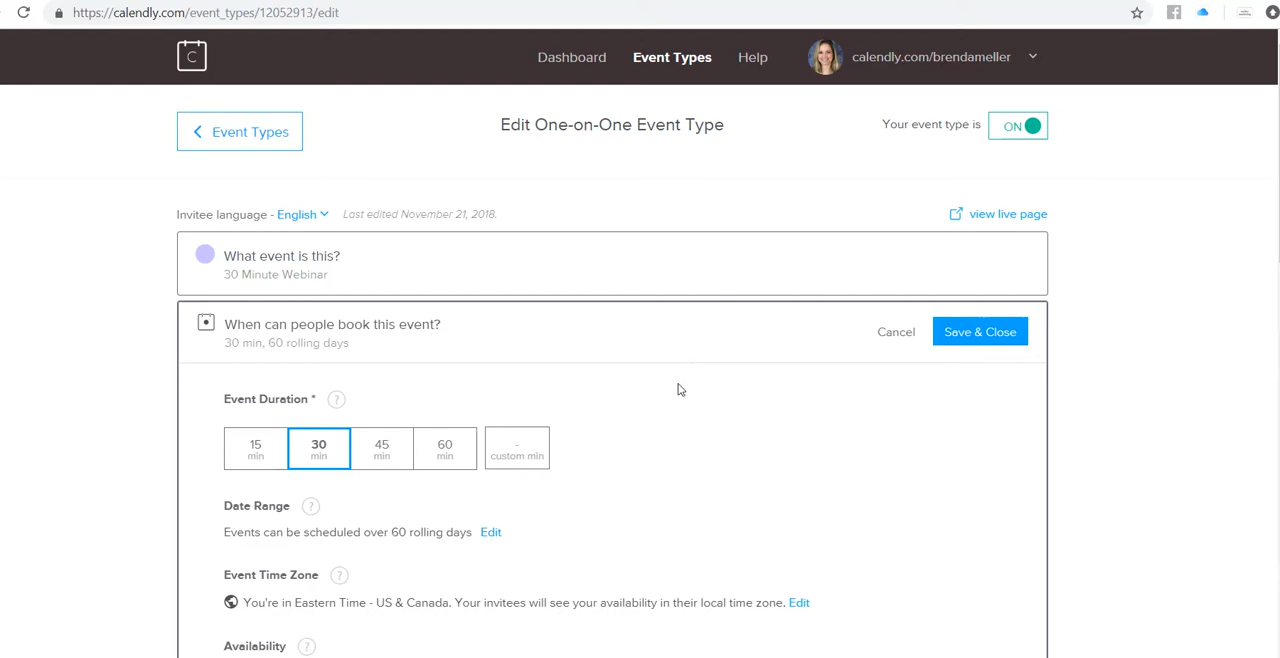 https://calendly.com/event_types/12052913/edit
C
Dashboard
Event Types
Help
calendly.com/brendameller
Event Types
Edit One-on-One Event Type
Your event type is
ON
Invitee language - English
Last edited November 21, 2018.
view live page
What event is this?
30 Minute Webinar
When can people book this event?
30 min, 60 rolling days
Cancel
Save & Close
Event Duration * ?
15
min
30
min
45
min
60
min
-
custom min
Date Range ?
Events can be scheduled over 60 rolling days Edit
Event Time Zone ?
You're in Eastern Time - US & Canada. Your invitees will see your availability in their local time zone. Edit
Availability ?